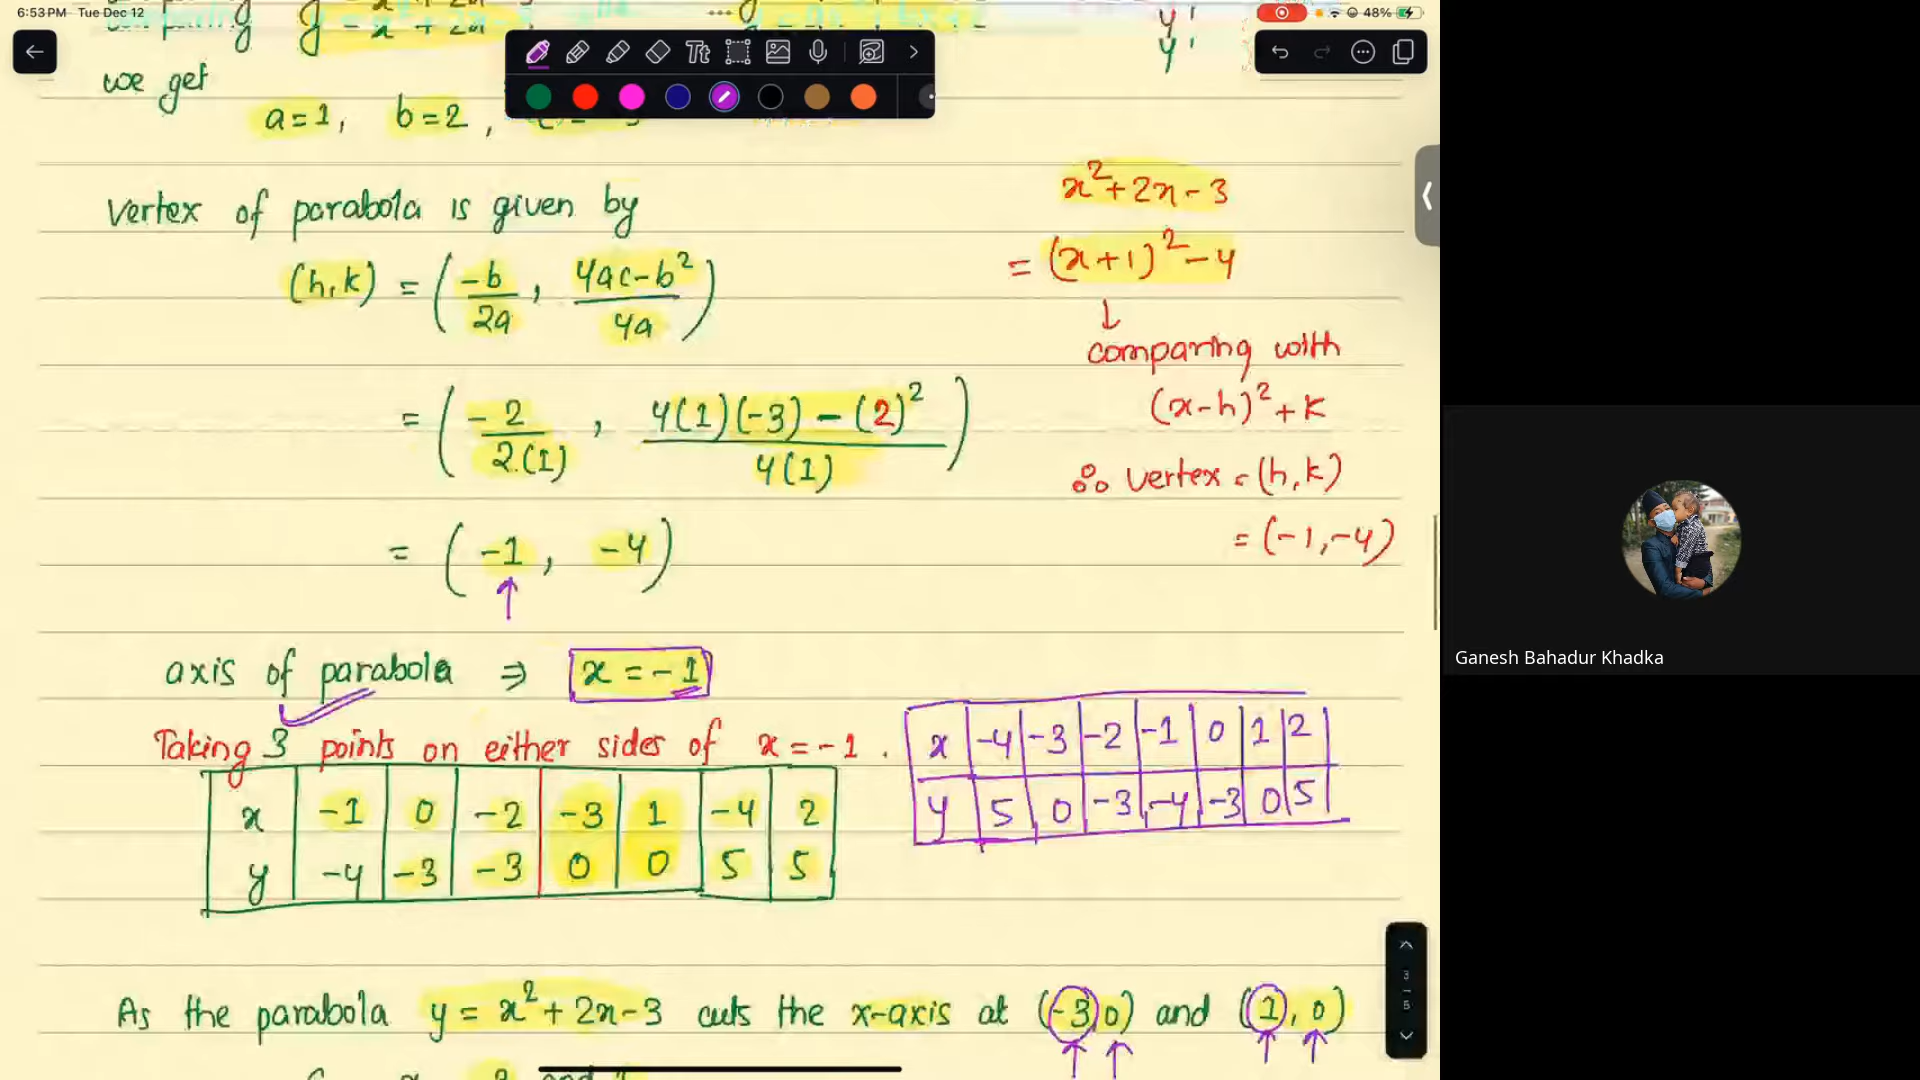 6:53 PM Tue Dec 12
48%
we get
a=1, b=2,
Vertex of parabola is given by
(h,k) = (-b/2a, 4ac-b²/4a)
= (-2/2.(1), 4(1)(-3) - (2)²/4(1))
= (-1, -4)
x²+2x-3
= (x+1)²-4
↓
comparing with
(x-h)²+k
∴ vertex = (h,k)
= (-1,-4)
axis of parabola ⇒ x = -1
Taking 3 points on either sides of x = -1.
x -1 0 -2 -3 1 -4 2
y -4 -3 -3 0 0 5 5
x -4 -3 -2 -1 0 1 2
y 5 0 -3 -4 -3 0 5
As the parabola y = x²+2x-3 cuts the x-axis at (-3,0) and (1,0)
Tt
3
5
Ganesh Bahadur Khadka